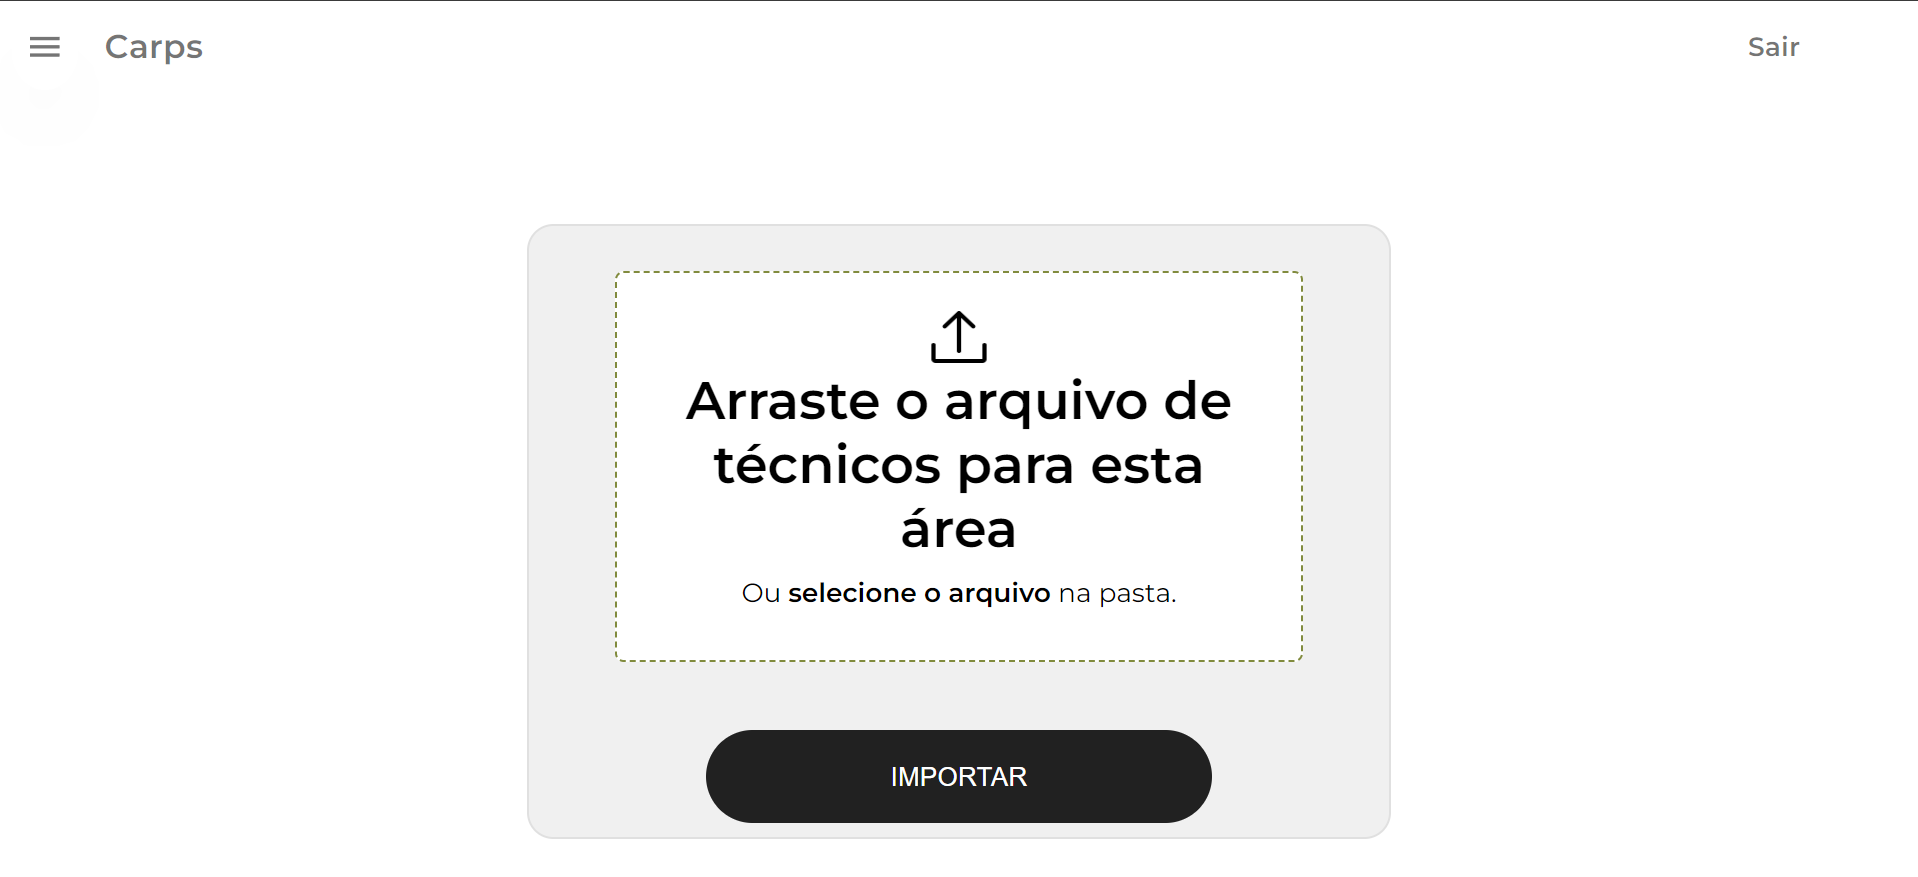 Carps
Sair
Arraste o arquivo de
técnicos para esta
área
Ou selecione o arquivo na pasta.
IMPORTAR